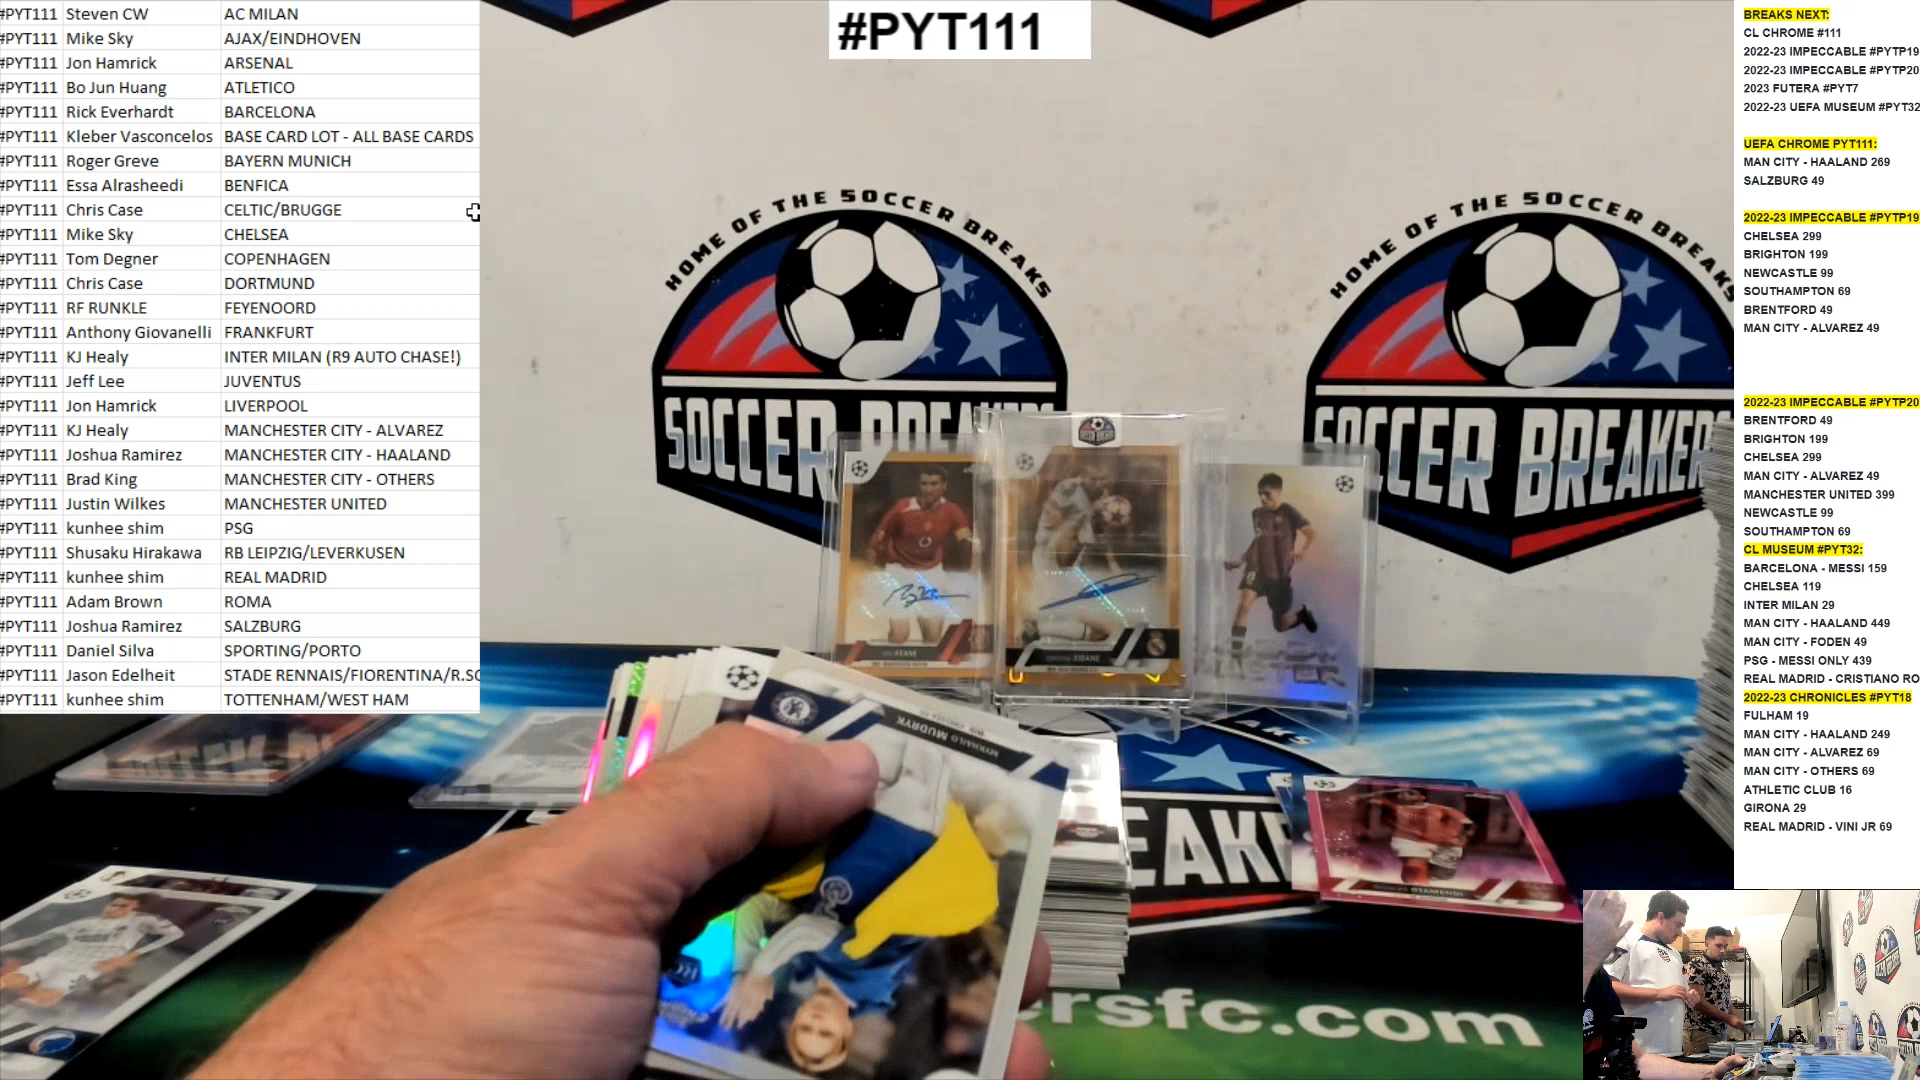 #PYT111 Steven CW AC MILAN
#PYT111 Mike Sky AJAX/EINDHOVEN
#PYT111 Jon Hamrick ARSENAL
#PYT111 Bo Jun Huang ATLETICO
#PYT111 Rick Everhardt BARCELONA
#PYT111 Kleber Vasconcelos BASE CARD LOT - ALL BASE CARDS
#PYT111 Roger Greve BAYERN MUNICH
#PYT111 Essa Alrasheedi BENFICA
#PYT111 Chris Case CELTIC/BRUGGE
#PYT111 Mike Sky CHELSEA
#PYT111 Tom Degner COPENHAGEN
#PYT111 Chris Case DORTMUND
#PYT111 RF RUNKLE FEYENOORD
#PYT111 Anthony Giovanelli FRANKFURT
#PYT111 KJ Healy INTER MILAN (R9 AUTO CHASE!)
#PYT111 Jeff Lee JUVENTUS
#PYT111 Jon Hamrick LIVERPOOL
#PYT111 KJ Healy MANCHESTER CITY - ALVAREZ
#PYT111 Joshua Ramirez MANCHESTER CITY - HAALAND
#PYT111 Brad King MANCHESTER CITY - OTHERS
#PYT111 Justin Wilkes MANCHESTER UNITED
#PYT111 kunhee shim PSG
#PYT111 Shusaku Hirakawa RB LEIPZIG/LEVERKUSEN
#PYT111 kunhee shim REAL MADRID
#PYT111 Adam Brown ROMA
#PYT111 Joshua Ramirez SALZBURG
#PYT111 Daniel Silva SPORTING/PORTO
#PYT111 Jason Edelheit STADE RENNAIS/FIORENTINA/R.SC
#PYT111 kunhee shim TOTTENHAM/WEST HAM
#PYT111
HOME OF THE SOCCER BREAKS
SOCCER BREAKERS
HOME OF THE SOCCER BREAKS
SOCCER BREAKERS
KEANE
ZIDANE
MYKHAILO MUDRYK
CHELSEA FC
DIAMENDI
EAKE
ersfc.com
BREAKS NEXT:
CL CHROME #111
2022-23 IMPECCABLE #PYTP19
2022-23 IMPECCABLE #PYTP20
2023 FUTERA #PYT7
2022-23 UEFA MUSEUM #PYT32
UEFA CHROME PYT111:
MAN CITY - HAALAND 269
SALZBURG 49
2022-23 IMPECCABLE #PYTP19
CHELSEA 299
BRIGHTON 199
NEWCASTLE 99
SOUTHAMPTON 69
BRENTFORD 49
MAN CITY - ALVAREZ 49
2022-23 IMPECCABLE #PYTP20
BRENTFORD 49
BRIGHTON 199
CHELSEA 299
MAN CITY - ALVAREZ 49
MANCHESTER UNITED 399
NEWCASTLE 99
SOUTHAMPTON 69
CL MUSEUM #PYT32:
BARCELONA - MESSI 159
CHELSEA 119
INTER MILAN 29
MAN CITY - HAALAND 449
MAN CITY - FODEN 49
PSG - MESSI ONLY 439
REAL MADRID - CRISTIANO RO
2022-23 CHRONICLES #PYT18
FULHAM 19
MAN CITY - HAALAND 249
MAN CITY - ALVAREZ 69
MAN CITY - OTHERS 69
ATHLETIC CLUB 16
GIRONA 29
REAL MADRID - VINI JR 69